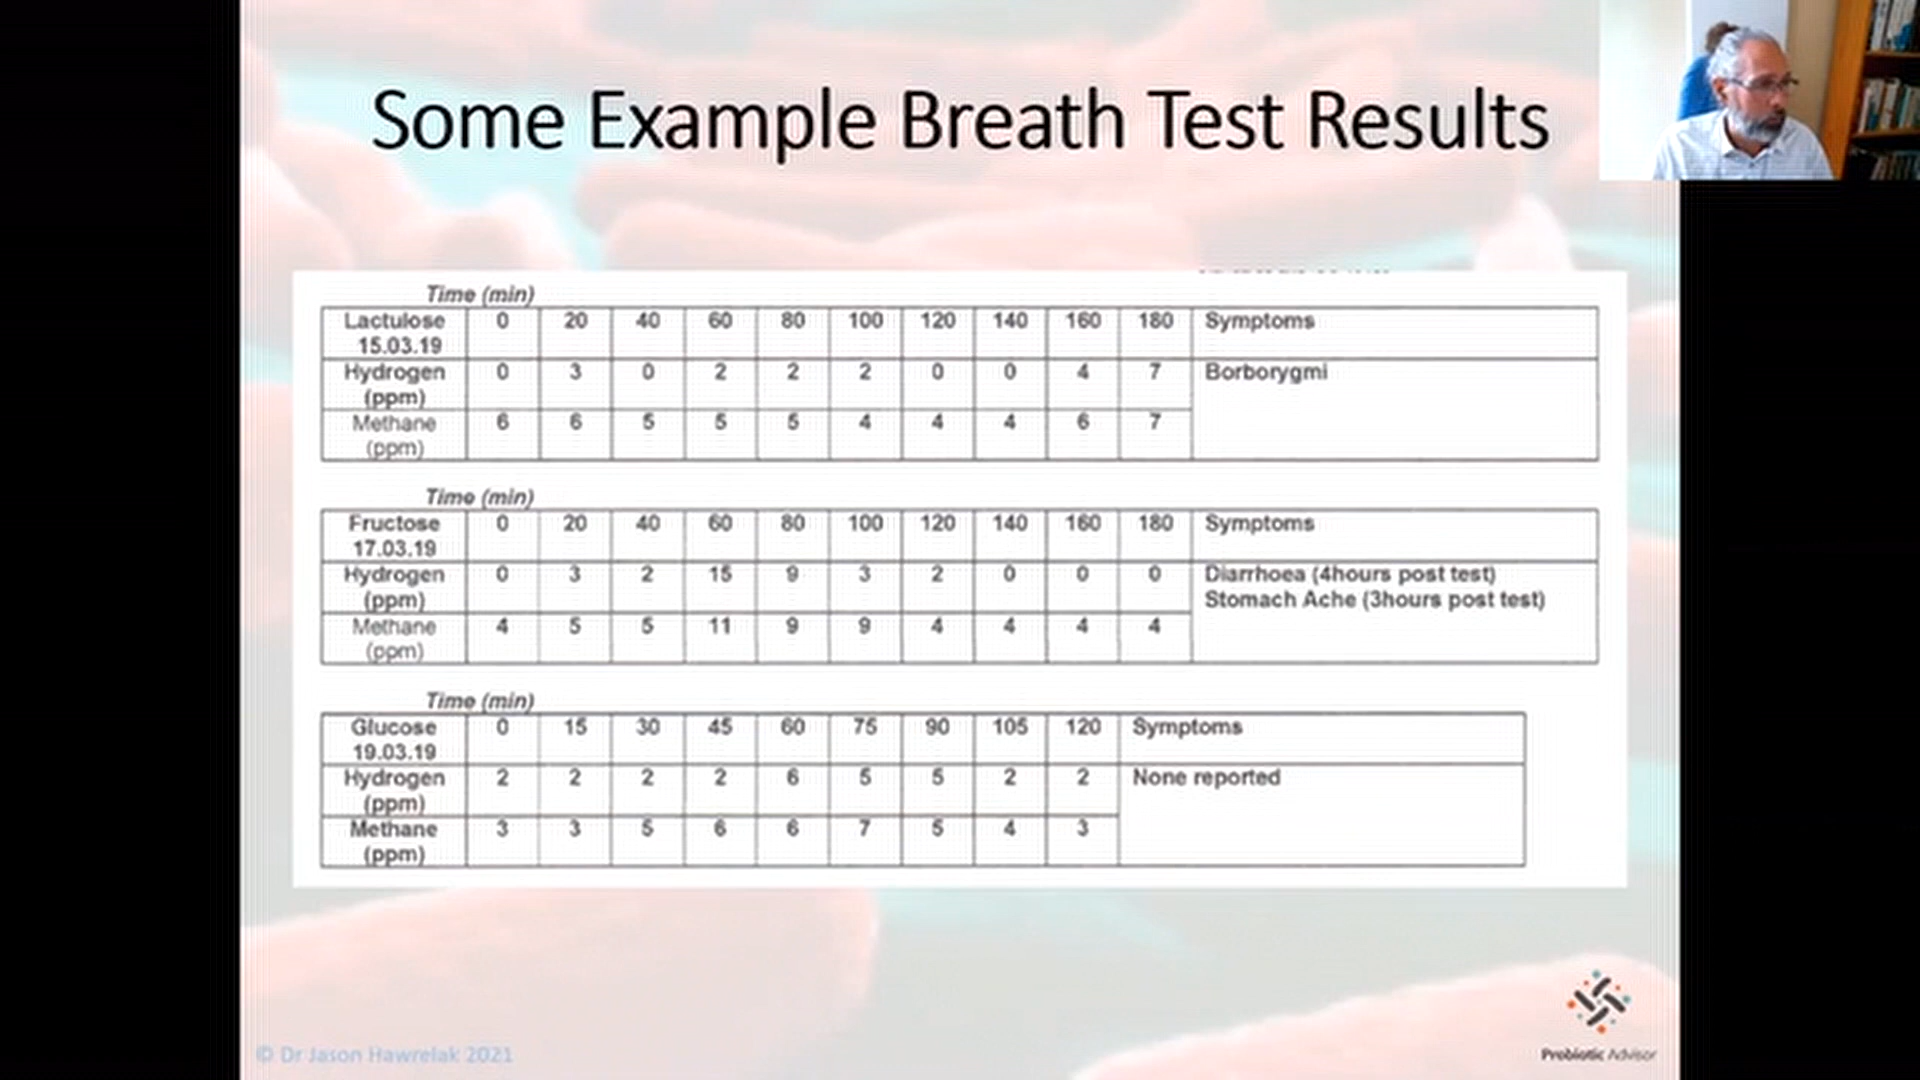 Some Example Breath Test Results
Time (min)
Lactulose 0 20 40 60 80 100 120 140 160 180 Symptoms
15.03.19
Hydrogen 0 3 0 2 2 2 0 0 4 7 Borborygmi
(ppm)
Methane 6 6 5 5 5 4 4 4 6 7
(ppm)
Time (min)
Fructose 0 20 40 60 80 100 120 140 160 180 Symptoms
17.03.19
Hydrogen 0 3 2 15 9 3 2 0 0 0 Diarrhoea (4hours post test)
(ppm) Stomach Ache (3hours post test)
Methane 4 5 5 11 9 9 4 4 4 4
(ppm)
Time (min)
Glucose 0 15 30 45 60 75 90 105 120 Symptoms
19.03.19
Hydrogen 2 2 2 2 6 5 5 2 2 None reported
(ppm)
Methane 3 3 5 6 6 7 5 4 3
(ppm)
© Dr Jason Hawrelak 2021
Probiotic Advisor